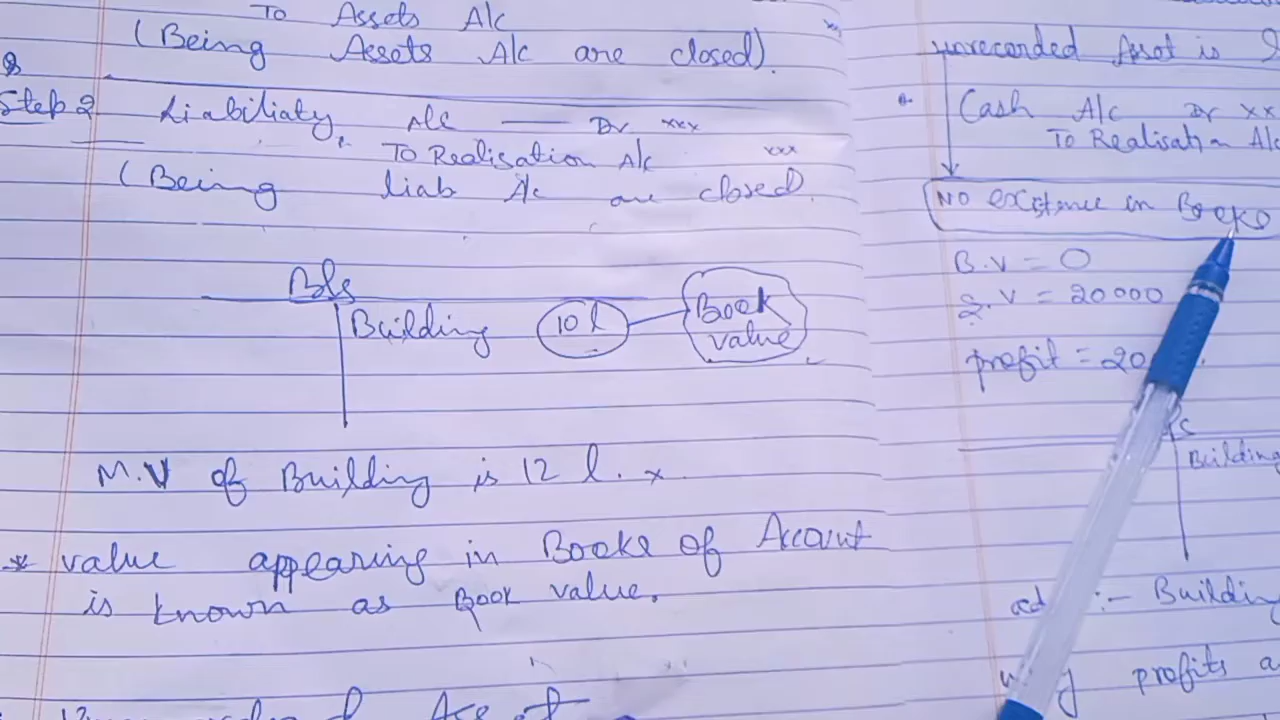 To Assets A/c
(Being Assets A/c are closed).
Step 2 Liabiliaty, A/c — Dr xxx
To Realisation A/c xxx
(Being liab A/c are closed
B/s
Building 10 l Book value
M.V of Building is 12 l. x
* value appearing in Books of Account
is known as Book value.
Asset
unrecorded Asset is
Cash A/c Dr xx
To Realisation A/c
NO existence in Books
B.V = 0
S.V = 20000
profit = 20
Building
:- Building
profits